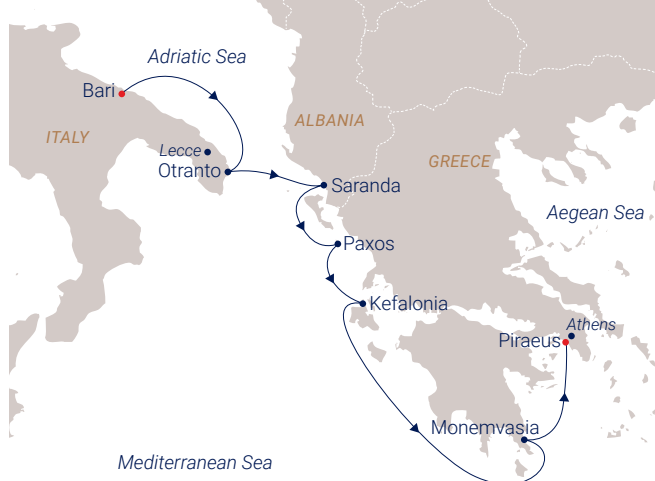 Adriatic Sea
Bari
ALBANIA
ITALY
Lecce
GREECE
Otranto
Saranda
Aegean Sea
Paxos
Kefalonia
Athens
Piraeus
Monemvasia
Mediterranean Sea